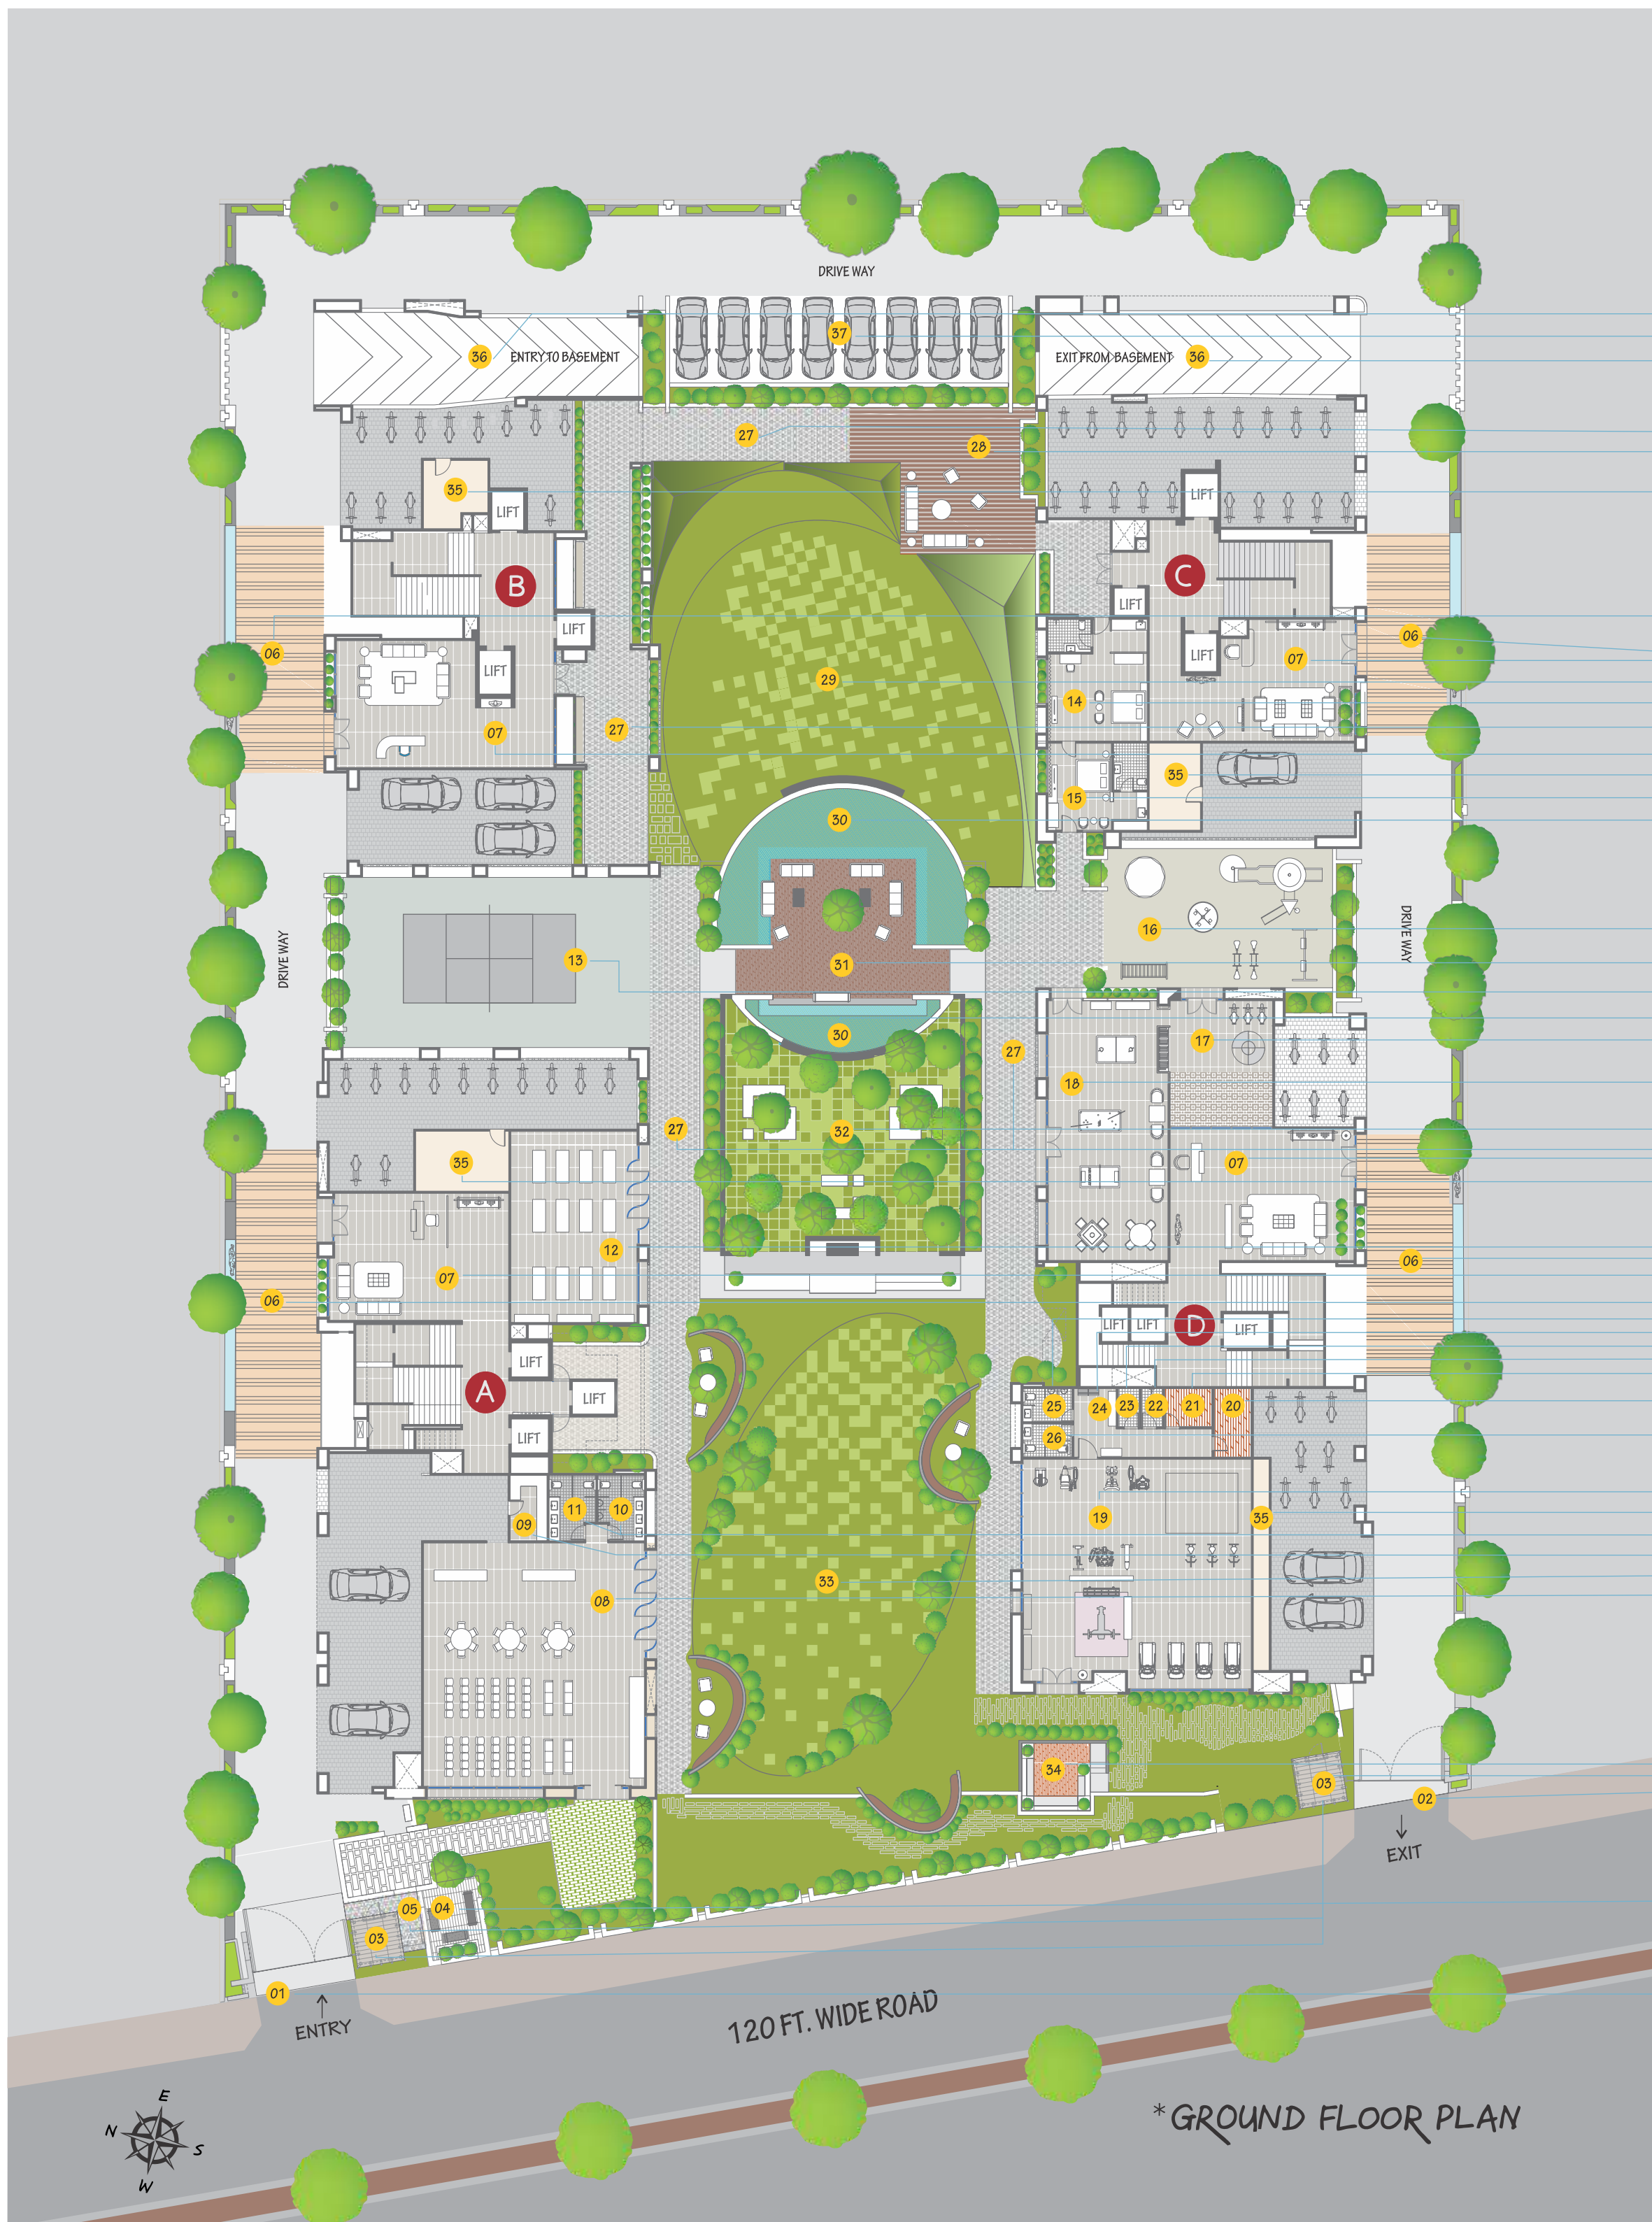 DRIVE WAY
37
36 ENTRY TO BASEMENT
EXIT FROM BASEMENT 36
27
28
35
LIFT
LIFT
B
C
LIFT
LIFT
06
06
LIFT
LIFT
07
29
14
07
27
35
15
30
DRIVE WAY
13
31
16
DRIVE WAY
30
27
17
18
27
32
35
07
12
07
06
06
LIFT LIFT
D
LIFT
LIFT
A
LIFT
LIFT
25
24
23
22
21
20
26
11
10
09
19
35
33
08
34
03
02
EXIT
05
04
03
01
ENTRY
120 FT. WIDE ROAD
E
N
S
W
*GROUND FLOOR PLAN